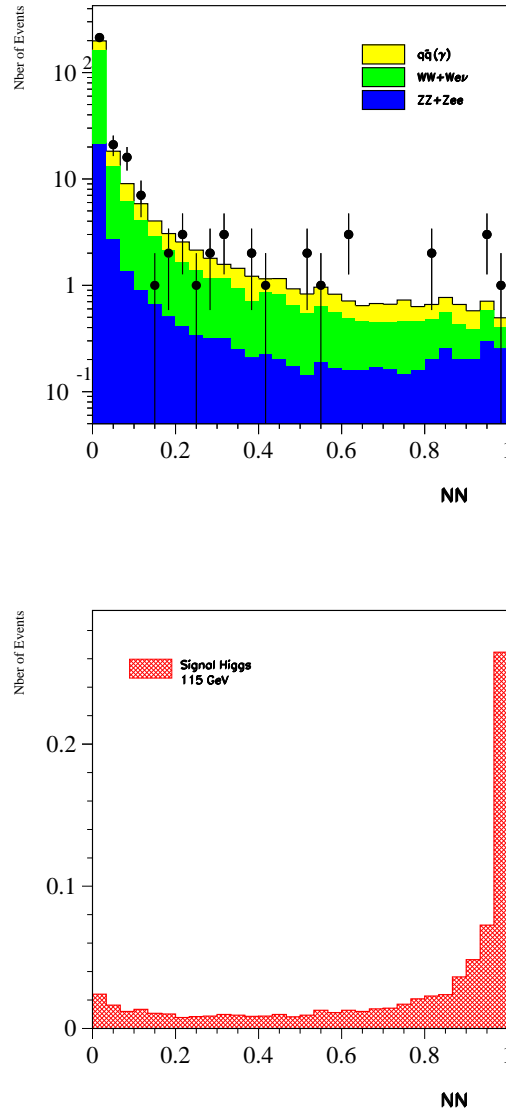 Nber of Events
10 2
10
1
10 -1
qq̄(γ)
WW+Weν
ZZ+Zee
0 0.2 0.4 0.6 0.8 1
NN
Nber of Events
0.2
0.1
0
Signal Higgs
115 GeV
0 0.2 0.4 0.6 0.8 1
NN